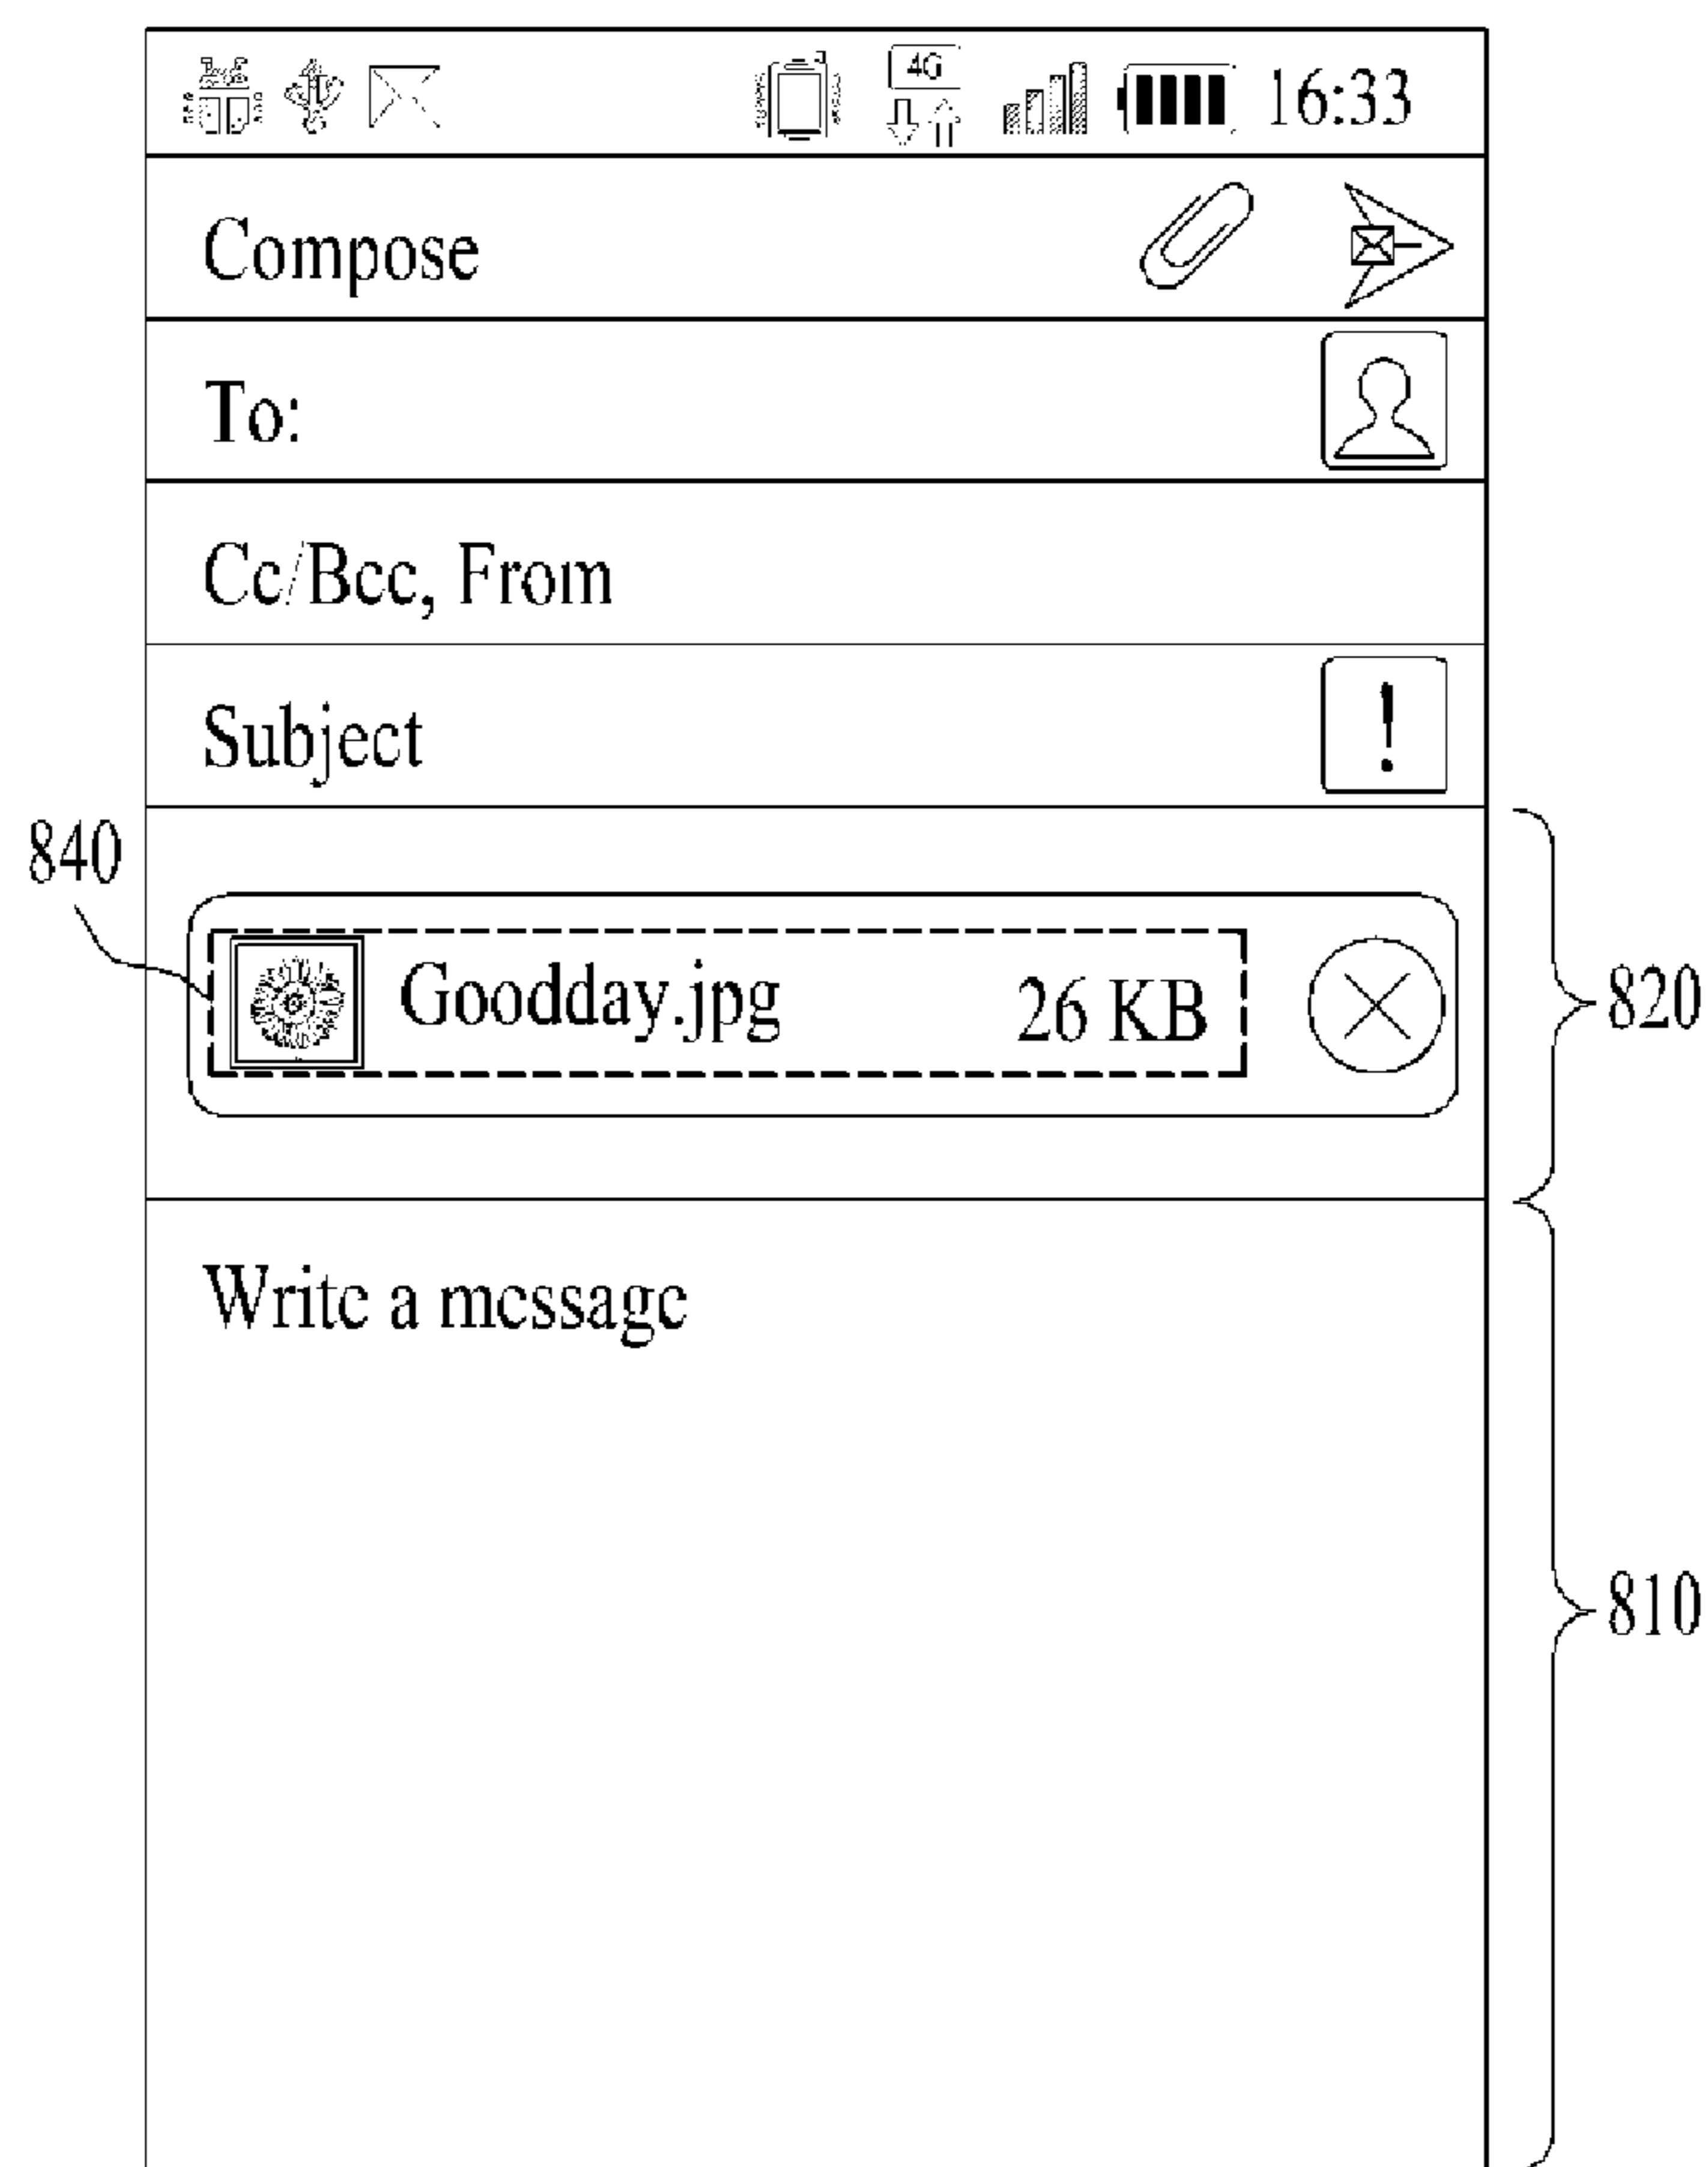 4G 16:33
Compose
To:
Cc/Bcc, From
Subject
!
840
Goodday.jpg 26 KB
820
Write a message
810